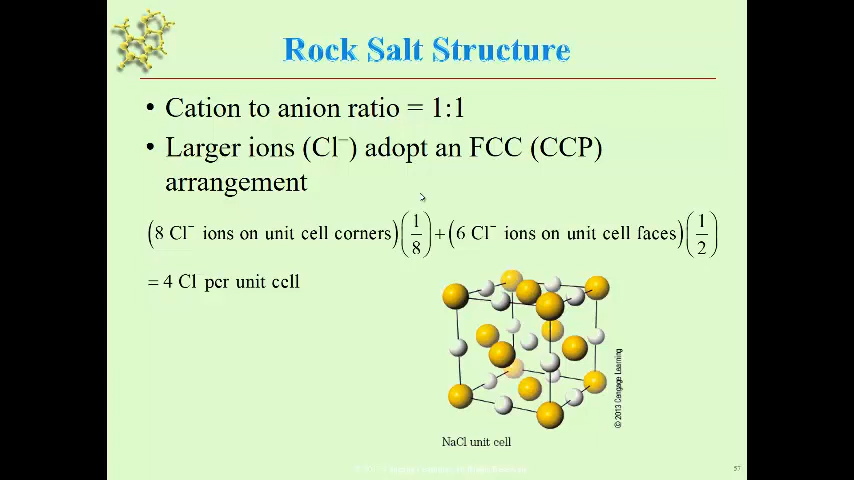 Rock Salt Structure
• Cation to anion ratio = 1:1
• Larger ions (Cl⁻) adopt an FCC (CCP)
arrangement
(8 Cl⁻ ions on unit cell corners)(1/8)+(6 Cl⁻ ions on unit cell faces)(1/2)
= 4 Cl per unit cell
© 2013 Cengage Learning
NaCl unit cell
57